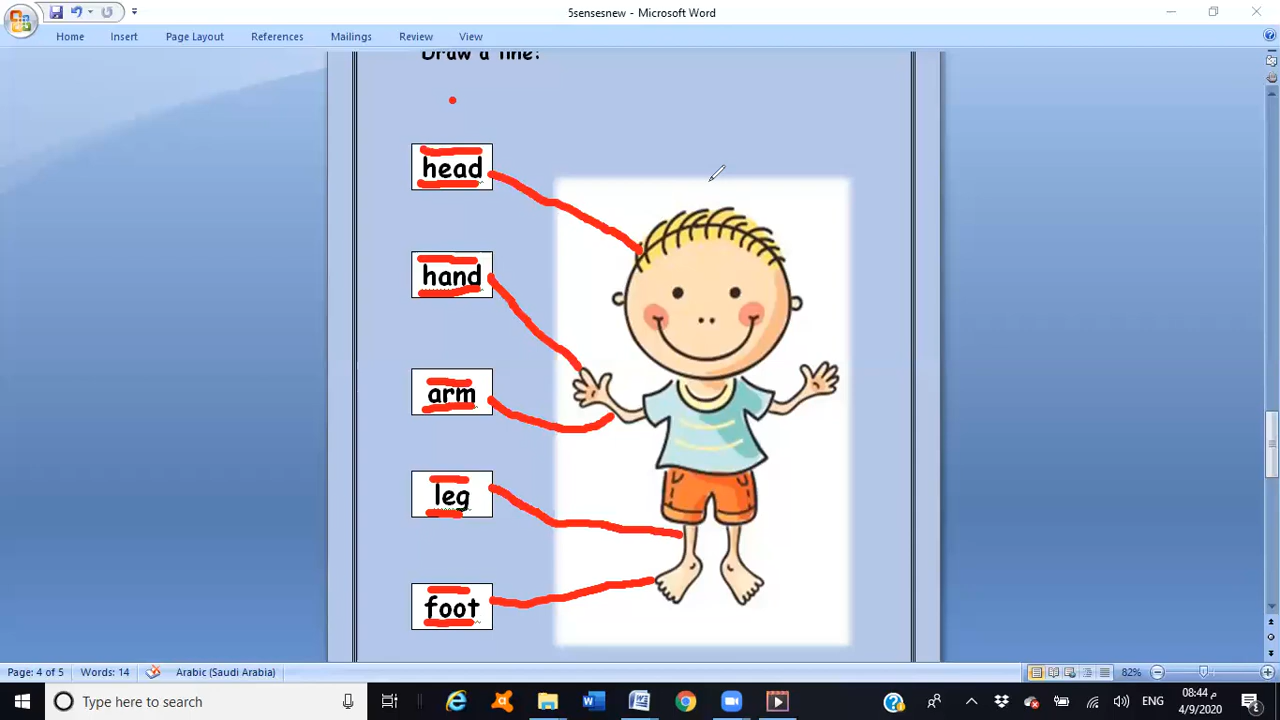 5sensesnew - Microsoft Word
Home Insert Page Layout References Mailings Review View
Draw a line:
head
hand
arm
leg
foot
Page: 4 of 5 Words: 14 Arabic (Saudi Arabia) 82%
Type here to search
08:44 م
4/9/2020